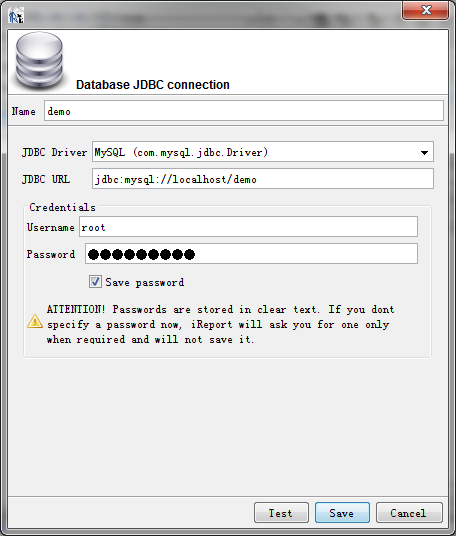 Database JDBC connection
Name demo
JDBC Driver MySQL (com.mysql.jdbc.Driver)
JDBC URL jdbc:mysql://localhost/demo
Credentials
Username root
Password ●●●●●●●●●
Save password
ATTENTION! Passwords are stored in clear text. If you dont
specify a password now, iReport will ask you for one only
when required and will not save it.
Test Save Cancel